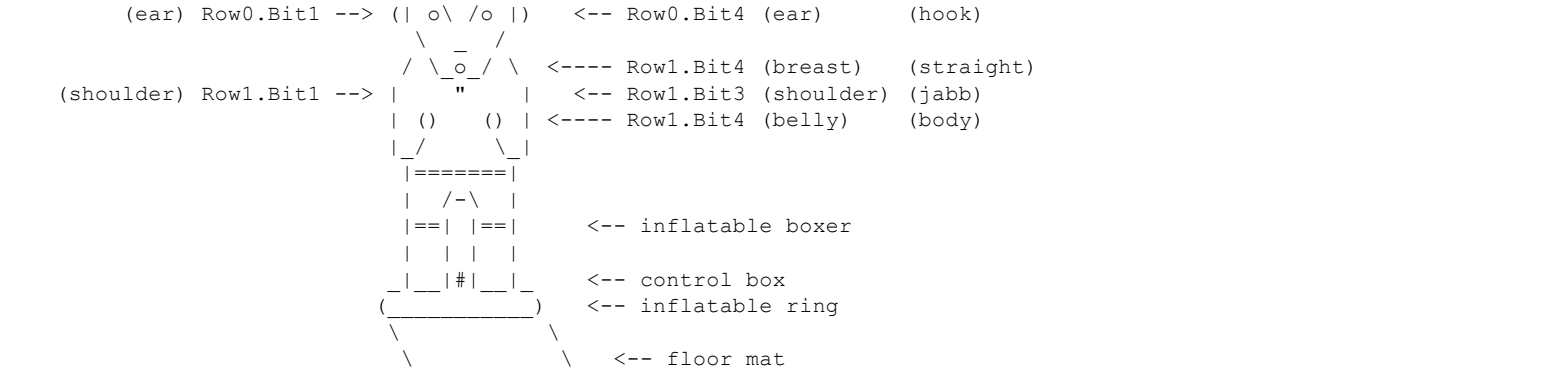 (ear) Row0.Bit1 --> (| o\ /o |)   <-- Row0.Bit4 (ear)      (hook)
\  _  /
/ \_o_/ \  <---- Row1.Bit4 (breast)   (straight)
(shoulder) Row1.Bit1 --> |    "    |   <-- Row1.Bit3 (shoulder) (jabb)
| ()   () | <---- Row1.Bit4 (belly)    (body)
|_/     \_|
|=======|
|  /-\  |
|==| |==|     <-- inflatable boxer
|  | |  |
_|__|#|__|_    <-- control box
(___________)   <-- inflatable ring
\           \
\           \   <-- floor mat